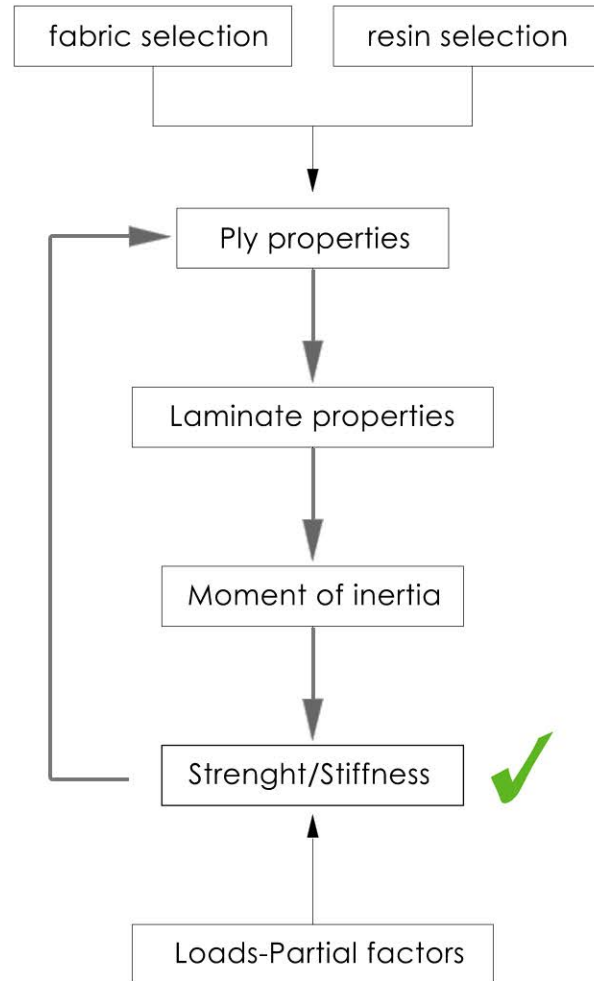 fabric selection
resin selection
Ply properties
Laminate properties
Moment of inertia
Strenght/Stiffness
Loads-Partial factors